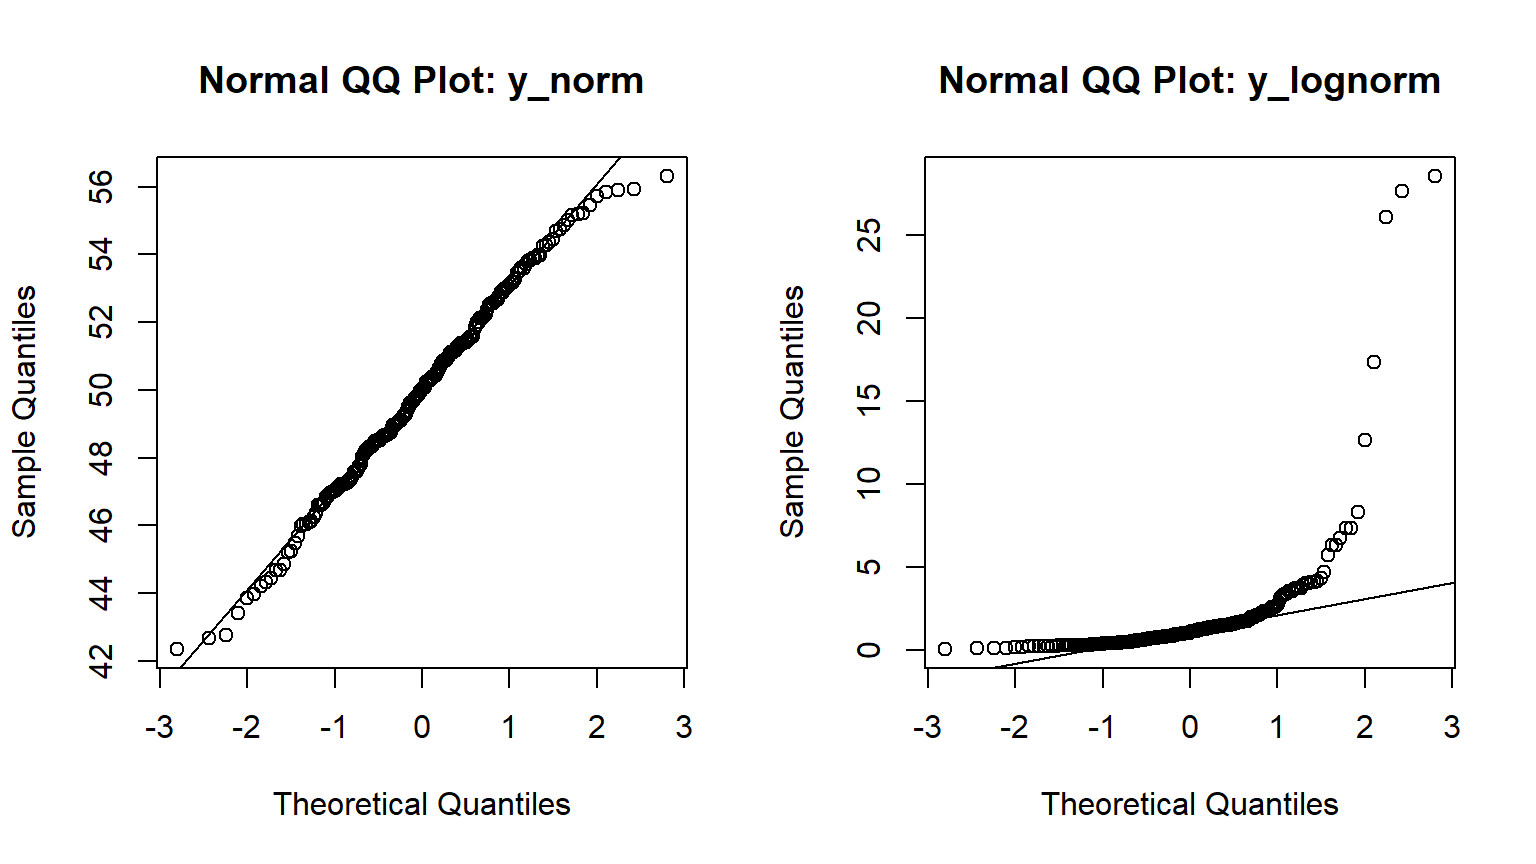 Normal QQ Plot: y_norm
Sample Quantiles
56
54
52
50
48
46
44
42
-3 -2 -1 0 1 2 3
Theoretical Quantiles
Normal QQ Plot: y_lognorm
Sample Quantiles
25
20
15
10
5
0
-3 -2 -1 0 1 2 3
Theoretical Quantiles